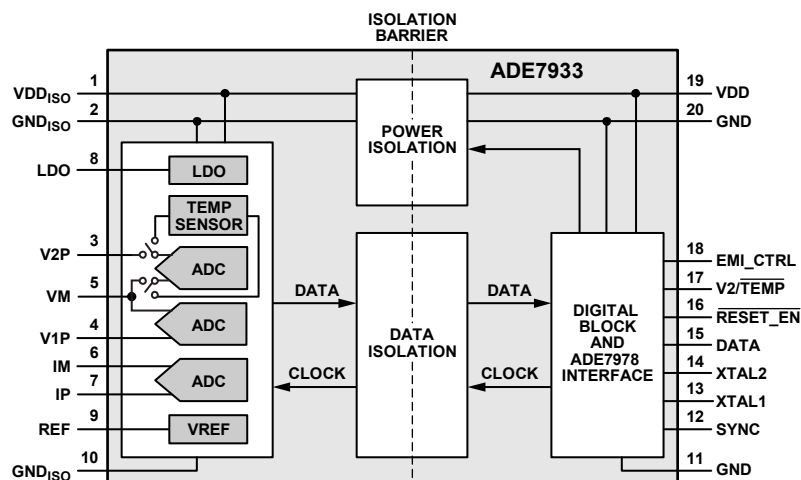 ISOLATION
BARRIER
ADE7933
1
VDDISO
2
GNDISO
8
LDO
3
V2P
5
VM
4
V1P
6
IM
7
IP
9
REF
10
GNDISO
LDO
TEMP
SENSOR
ADC
ADC
ADC
VREF
POWER
ISOLATION
DATA
CLOCK
DATA
ISOLATION
DATA
CLOCK
DIGITAL
BLOCK
AND
ADE7978
INTERFACE
19
VDD
20
GND
18
EMI_CTRL
17
V2/TEMP
16
RESET_EN
15
DATA
14
XTAL2
13
XTAL1
12
SYNC
11
GND